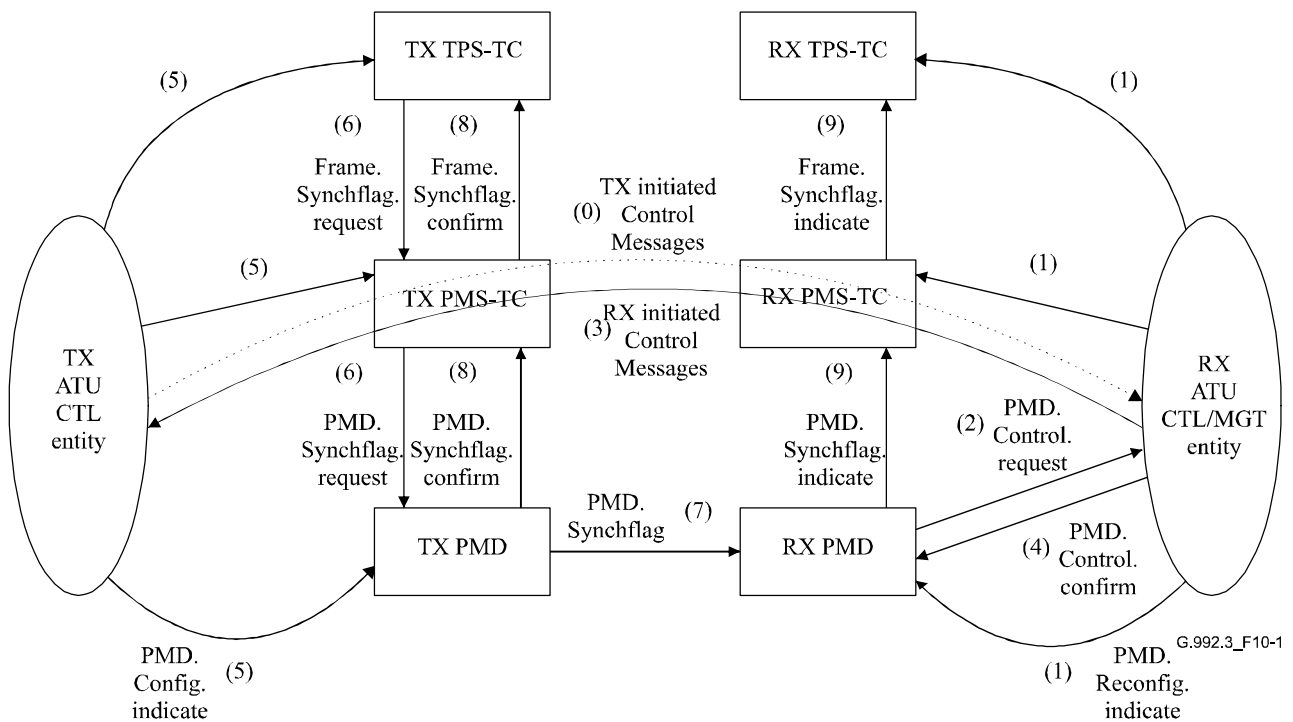 TX TPS-TC
RX TPS-TC
(5)
(1)
(6)
(8)
(9)
Frame.
Synchflag.
request
Frame.
Synchflag.
confirm
TX initiated
(0) Control
Messages
Frame.
Synchflag.
indicate
(5)
(1)
TX PMS-TC
RX PMS-TC
RX initiated
(3) Control
Messages
TX
ATU
CTL
entity
RX
ATU
CTL/MGT
entity
(6)
(8)
(9)
PMD.
Synchflag.
request
PMD.
Synchflag.
confirm
PMD.
Synchflag.
indicate
(2) PMD.
Control.
request
PMD.
Synchflag
(7)
TX PMD
RX PMD
(4) PMD.
Control.
confirm
PMD.
Config.
indicate
(5)
G.992.3_F10-1
(1)
PMD.
Reconfig.
indicate